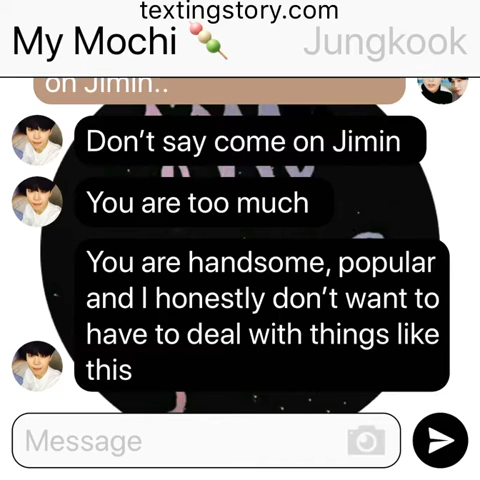 textingstory.com
My Mochi 🍡 Jungkook
on Jimin..
Don’t say come on Jimin
You are too much
You are handsome, popular
and I honestly don’t want to
have to deal with things like
this
Message